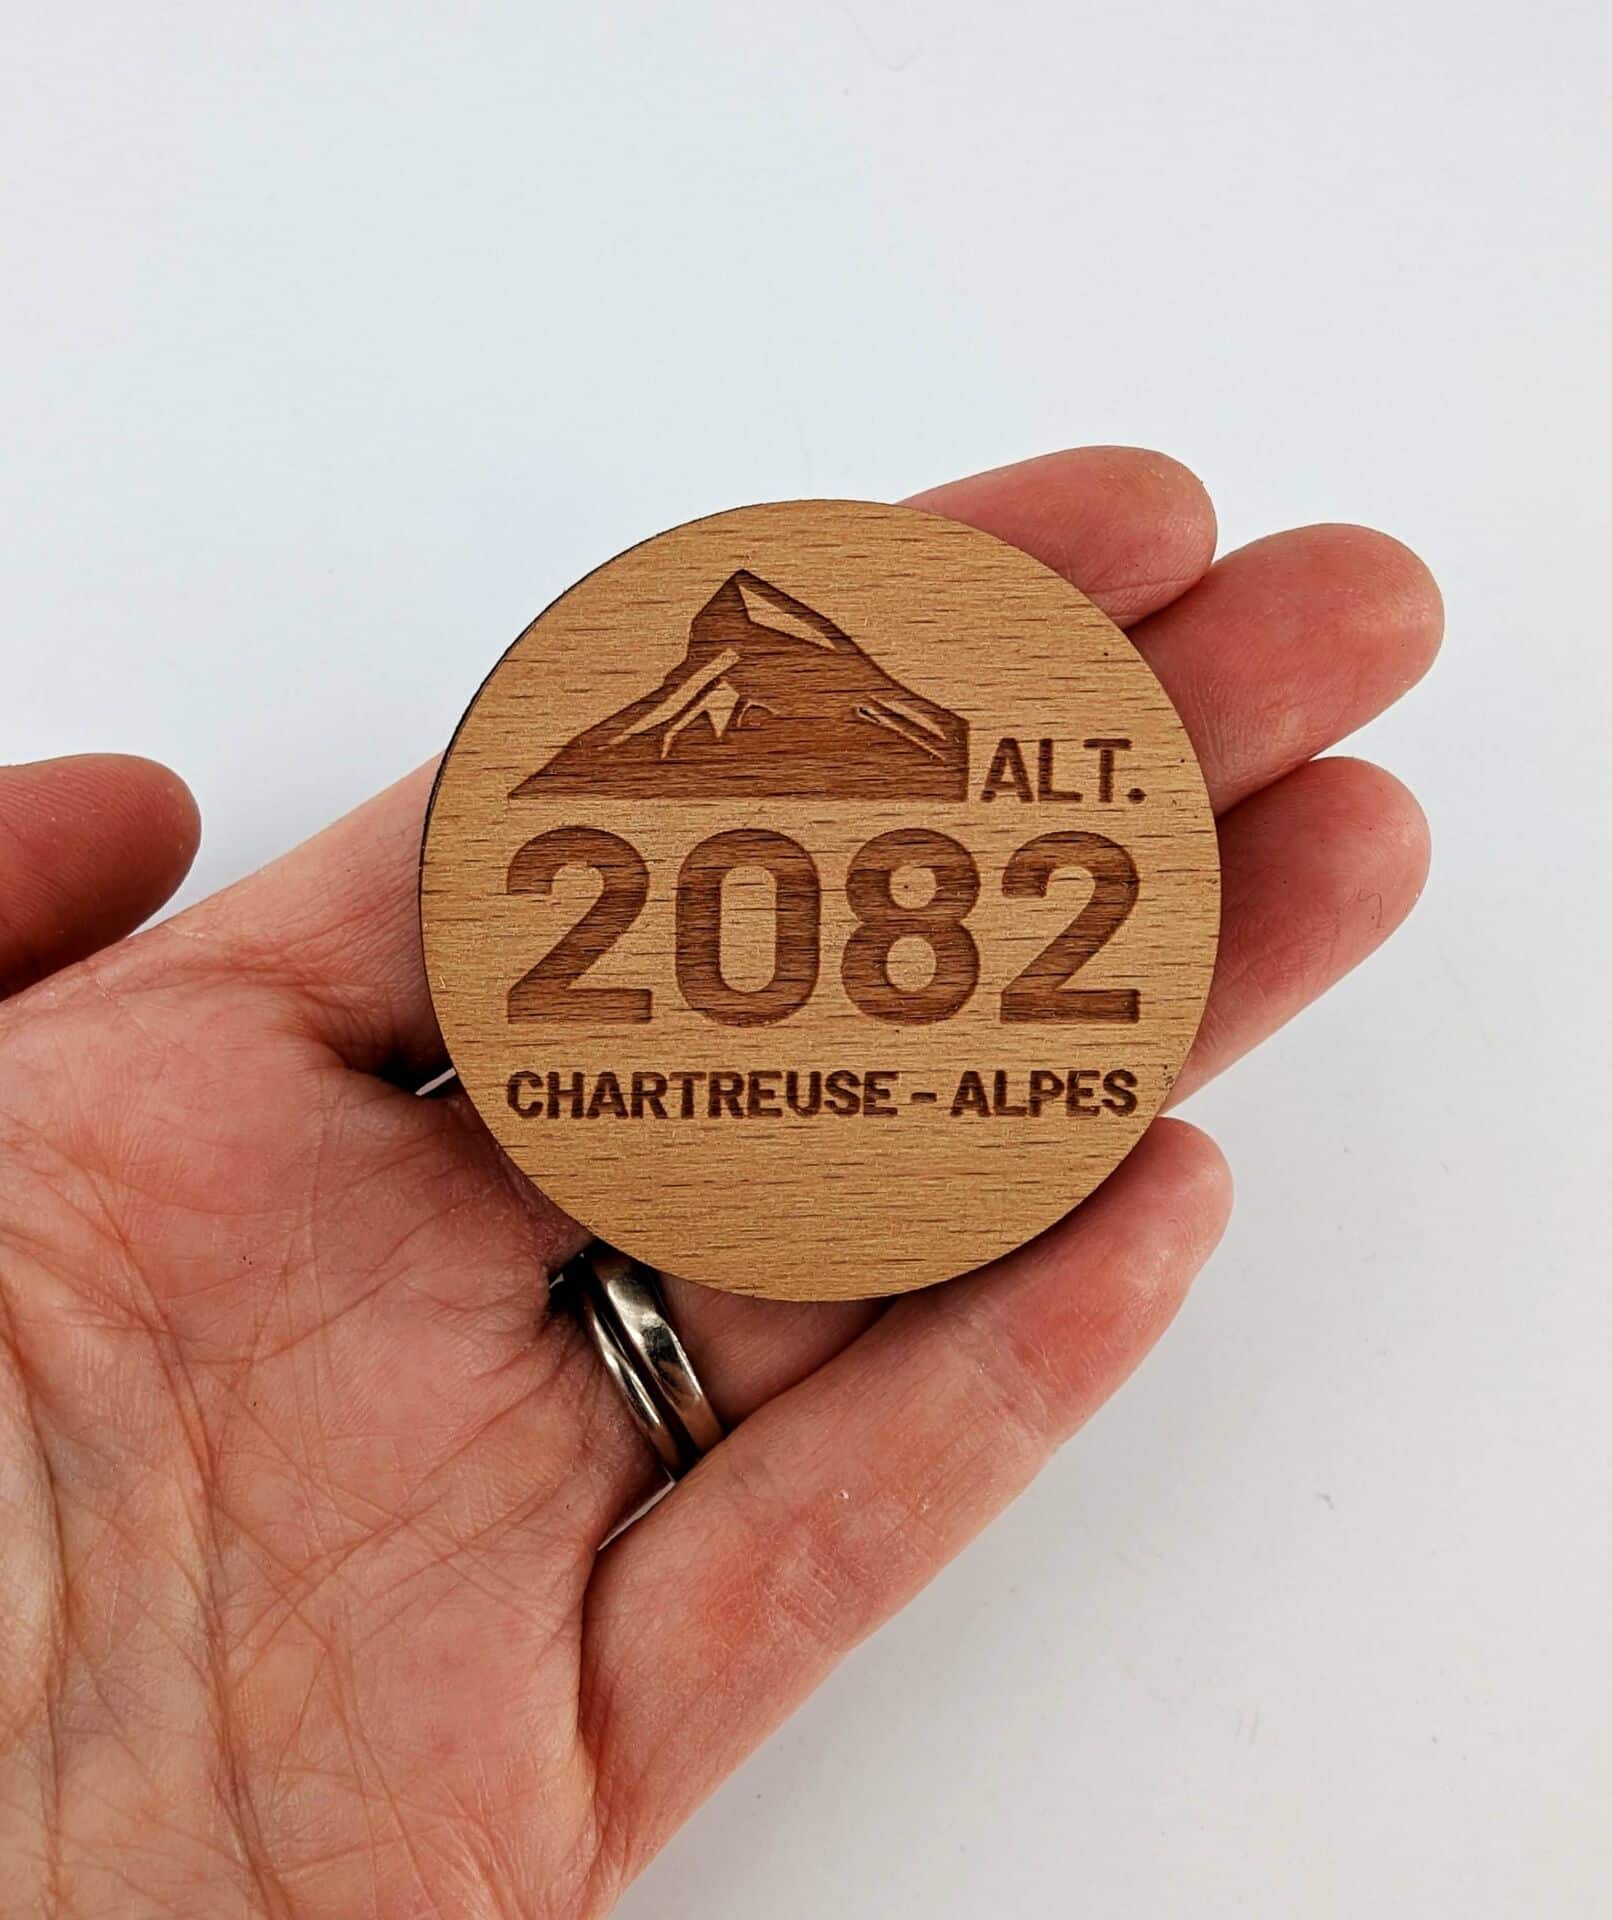 ALT.
2082
CHARTREUSE - ALPES